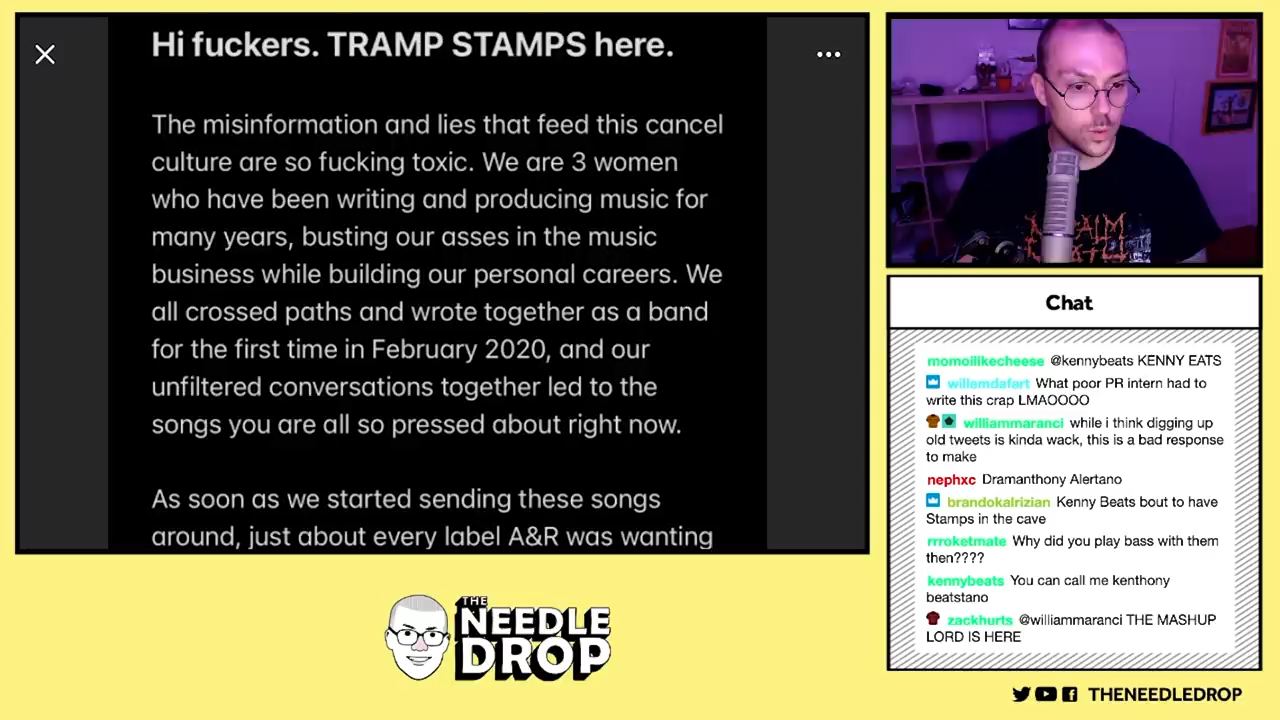 Hi fuckers. TRAMP STAMPS here.
The misinformation and lies that feed this cancel
culture are so fucking toxic. We are 3 women
who have been writing and producing music for
many years, busting our asses in the music
business while building our personal careers. We
all crossed paths and wrote together as a band
for the first time in February 2020, and our
unfiltered conversations together led to the
songs you are all so pressed about right now.
As soon as we started sending these songs
around, just about every label A&R was wanting
THE
NEEDLE
DROP
Chat
momoilikecheese @kennybeats KENNY EATS
willemdafart What poor PR intern had to
write this crap LMAOOOO
williammaranci while i think digging up
old tweets is kinda wack, this is a bad response
to make
nephxc Dramanthony Alertano
brandokalrizian Kenny Beats bout to have
Stamps in the cave
rrroketmate Why did you play bass with them
then????
kennybeats You can call me kenthony
beatstano
zackhurts @williammaranci THE MASHUP
LORD IS HERE
THENEEDLEDROP